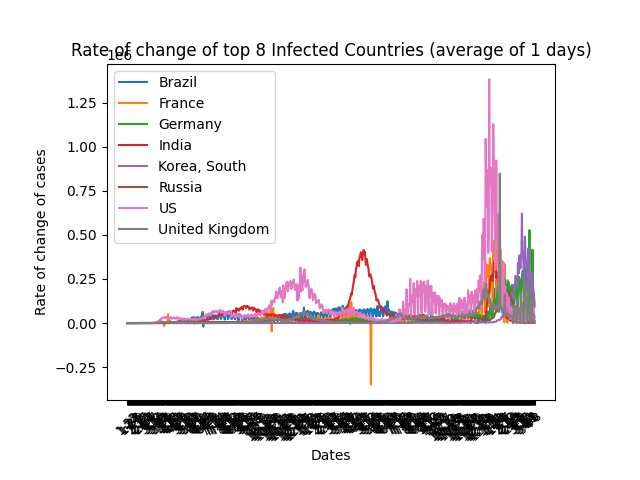 Rate of change of top 8 Infected Countries (average of 1 days)
1e6
Brazil
France
Germany
India
Korea, South
Russia
US
United Kingdom
1.25
1.00
0.75
0.50
0.25
0.00
−0.25
Rate of change of cases
Dates